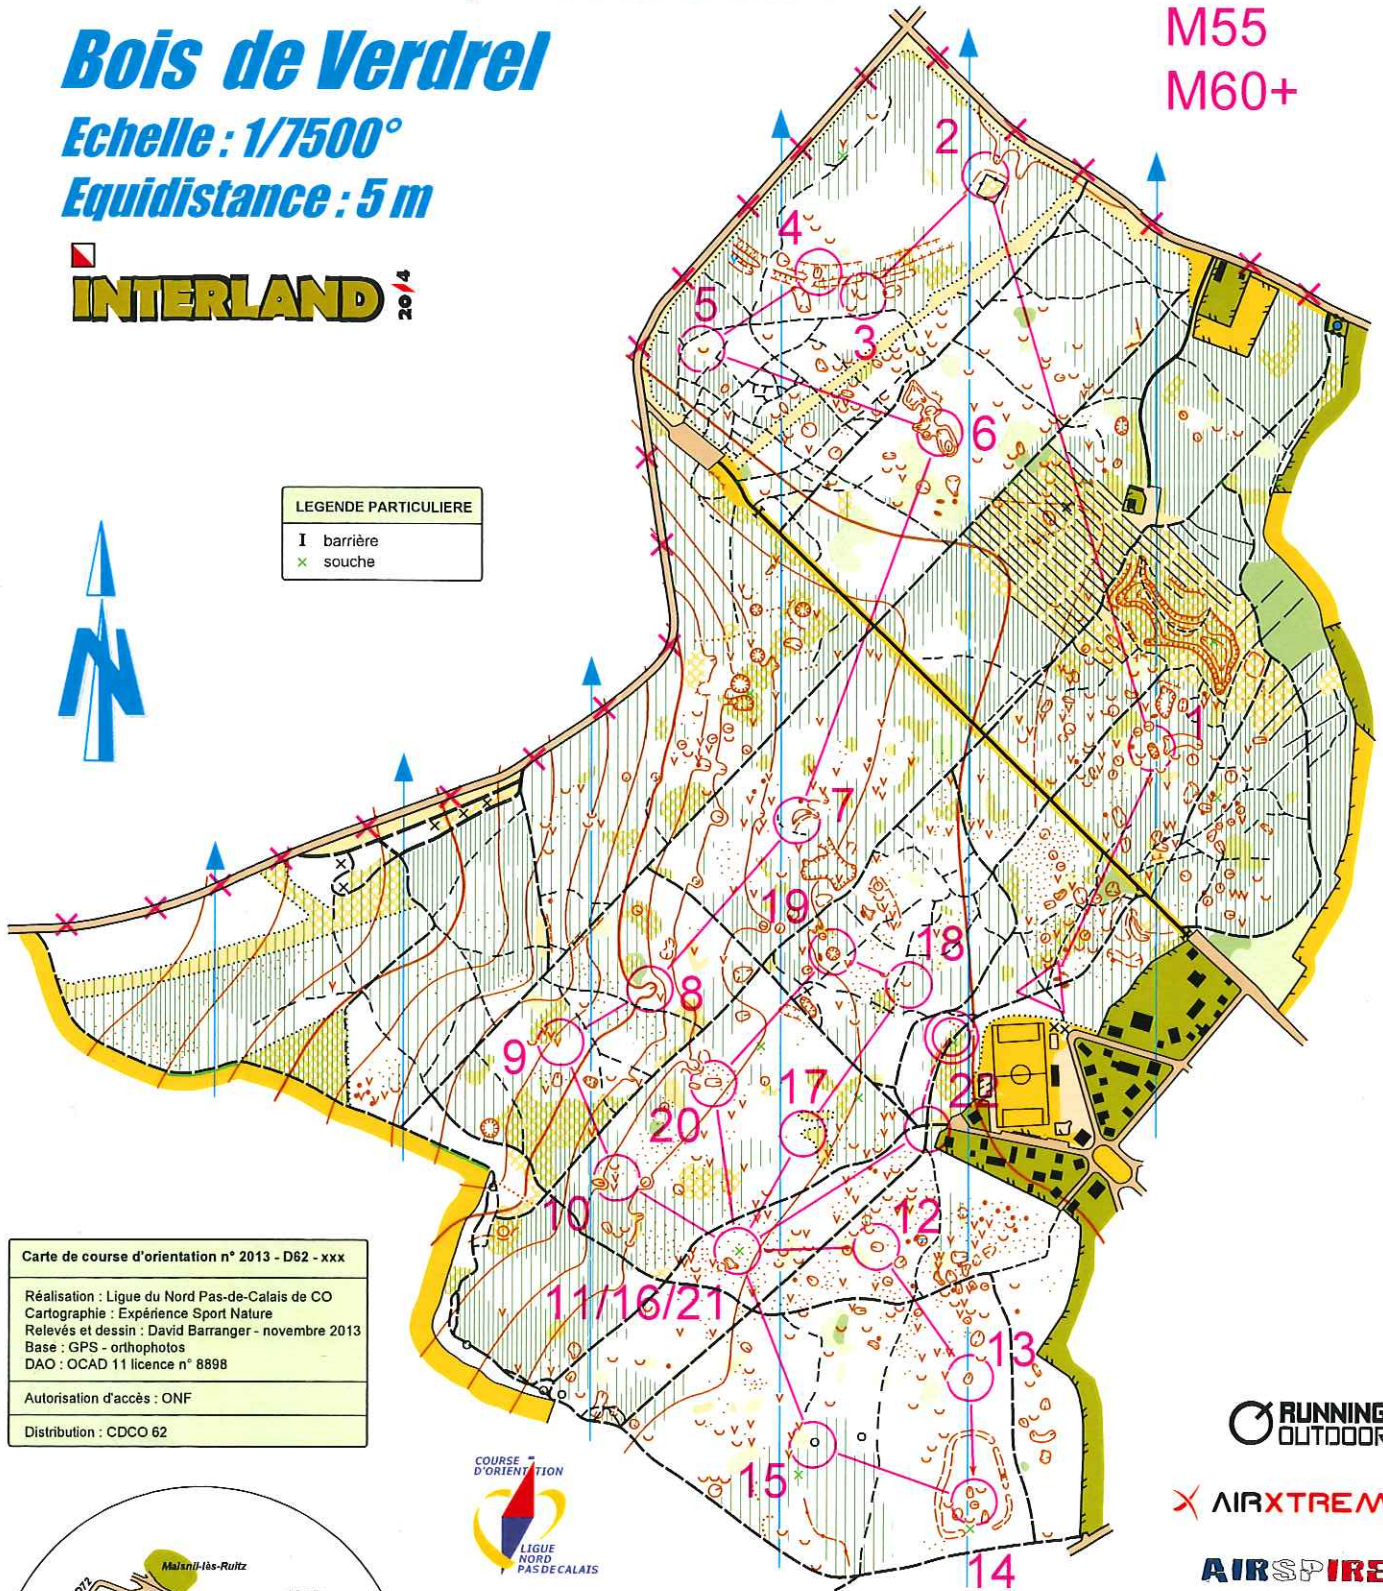 Bois de Verdrel
Echelle : 1/7500°
Equidistance : 5 m
INTERLAND 2014
M55
M60+
LEGENDE PARTICULIERE
I barrière
× souche
N
2
4
5
3
6
1
7
19
18
8
9
17
22
20
10
12
11/16/21
13
15
14
Carte de course d'orientation n° 2013 - D62 - xxx
Réalisation : Ligue du Nord Pas-de-Calais de CO
Cartographie : Expérience Sport Nature
Relevés et dessin : David Barranger - novembre 2013
Base : GPS - orthophotos
DAO : OCAD 11 licence n° 8898
Autorisation d'accès : ONF
Distribution : CDCO 62
COURSE
D'ORIENTATION
LIGUE
NORD
PAS DE CALAIS
RUNNING
OUTDOOR
AIRXTREM
AIRSPIRE
Maisnil-lès-Ruitz
D72